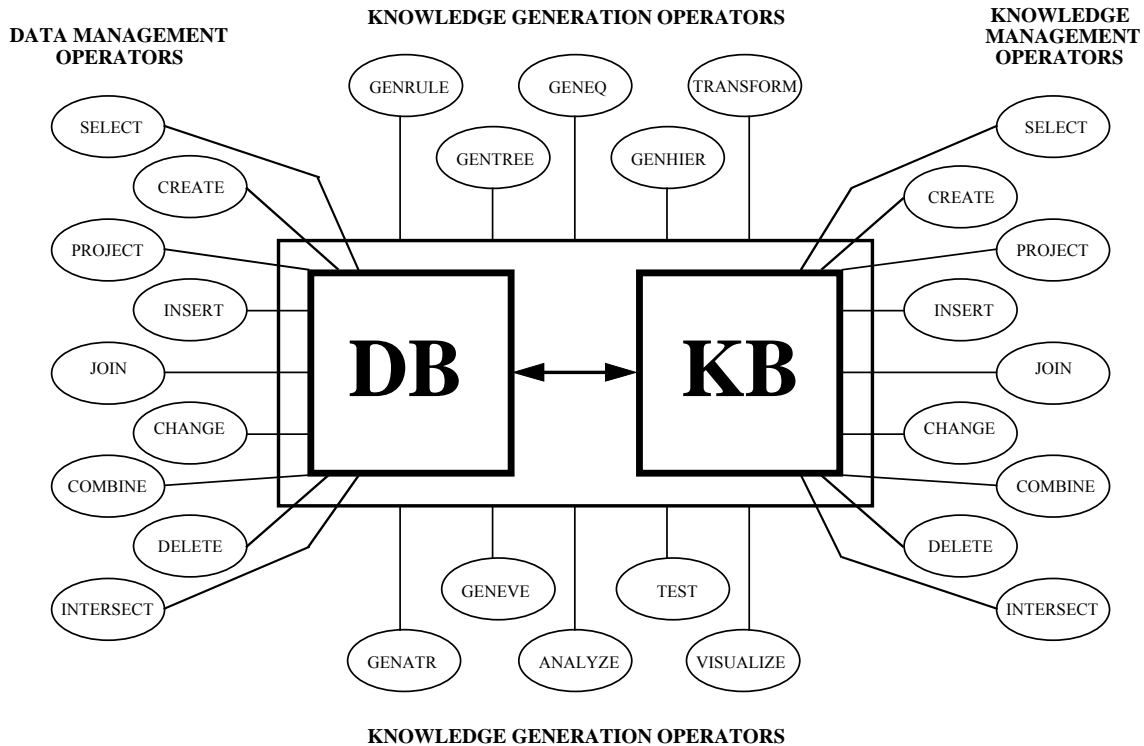 KNOWLEDGE GENERATION OPERATORS
DATA MANAGEMENT
OPERATORS
KNOWLEDGE
MANAGEMENT
OPERATORS
GENRULE
GENEQ
TRANSFORM
SELECT
SELECT
GENTREE
GENHIER
CREATE
CREATE
PROJECT
PROJECT
INSERT
INSERT
DB
KB
JOIN
JOIN
CHANGE
CHANGE
COMBINE
COMBINE
DELETE
DELETE
GENEVE
TEST
INTERSECT
INTERSECT
GENATR
ANALYZE
VISUALIZE
KNOWLEDGE GENERATION OPERATORS